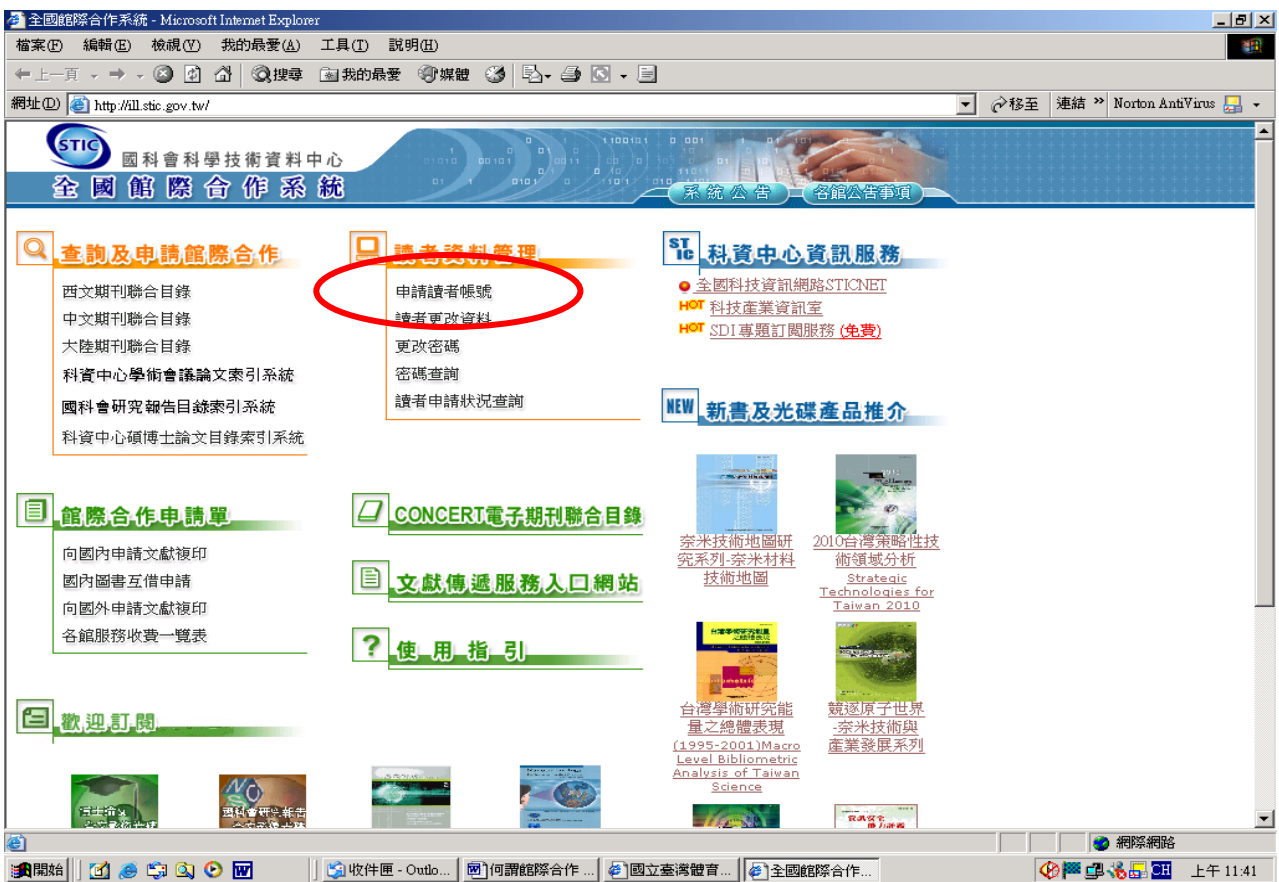 全國館際合作系統 - Microsoft Internet Explorer
檔案(F) 編輯(E) 檢視(V) 我的最愛(A) 工具(T) 說明(H)
上一頁 搜尋 我的最愛 媒體
網址(D) http://ill.stic.gov.tw/ 移至 連結 » Norton AntiVirus
STIC 國科會科學技術資料中心
全國館際合作系統
系統公告 各館公告事項
查詢及申請館際合作
西文期刊聯合目錄
中文期刊聯合目錄
大陸期刊聯合目錄
科資中心學術會議論文索引系統
國科會研究報告目錄索引系統
科資中心碩博士論文目錄索引系統
讀者資料管理
申請讀者帳號
讀者更改資料
更改密碼
密碼查詢
讀者申請狀況查詢
STIC 科資中心資訊服務
全國科技資訊網路STICNET
HOT 科技產業資訊室
HOT SDI專題訂閱服務 (免費)
NEW 新書及光碟產品推介
奈米技術地圖研
究系列-奈米材料
技術地圖
2010台灣策略性技
術領域分析
Strategic
Technologies for
Taiwan 2010
台灣學術研究能
量之總體表現
(1995-2001)Macro
Level Bibliometric
Analysis of Taiwan
Science
競逐原子世界
-奈米技術與
產業發展系列
館際合作申請單
向國內申請文獻複印
國內圖書互借申請
向國外申請文獻複印
各館服務收費一覽表
CONCERT電子期刊聯合目錄
文獻傳遞服務入口網站
? 使用指引
歡迎訂閱
國科會研究報告
網際網路
開始 收件匣 - Outlo... 何謂館際合作 ... 國立臺灣體育... 全國館際合作... CH 上午 11:41